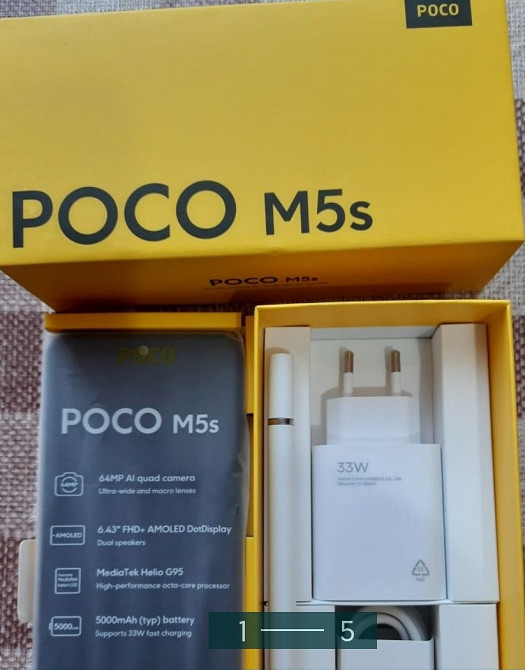 POCO
POCO M5s
POCO M5s
POCO
POCO M5s
64MP
64MP AI quad camera
Ultra-wide and macro lenses
AMOLED
6.43" FHD+ AMOLED DotDisplay
Dual speakers
MediaTek Helio G95
High-performance octa-core processor
5000
5000mAh (typ) battery
Supports 33W fast charging
33W
1 5